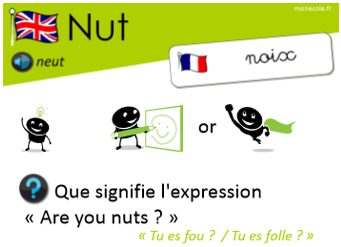 monecole.fr
Nut
neut
noix
or
Que signifie l'expression
« Are you nuts ? »
« Tu es fou ? / Tu es folle ? »